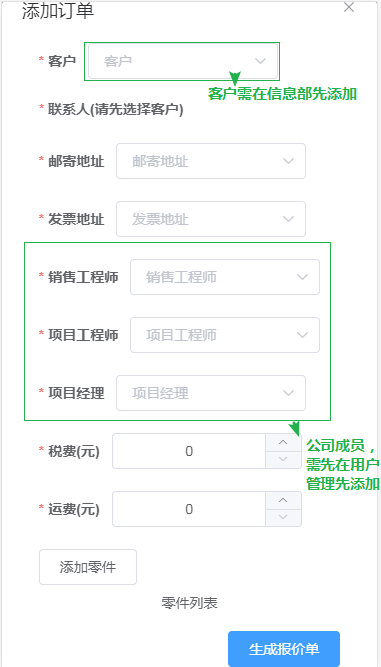 添加订单
* 客户 客户
客户需在信息部先添加
* 联系人(请先选择客户)
* 邮寄地址 邮寄地址
* 发票地址 发票地址
* 销售工程师 销售工程师
* 项目工程师 项目工程师
* 项目经理 项目经理
* 税费(元) 0
公司成员，
需先在用户
管理先添加
* 运费(元) 0
添加零件
零件列表
生成报价单